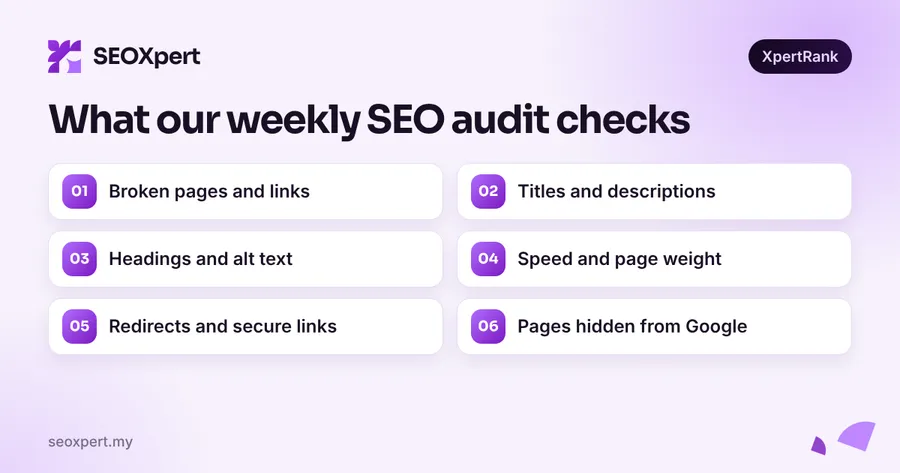 SEOXpert
XpertRank
What our weekly SEO audit checks
01 Broken pages and links
02 Titles and descriptions
03 Headings and alt text
04 Speed and page weight
05 Redirects and secure links
06 Pages hidden from Google
seoxpert.my